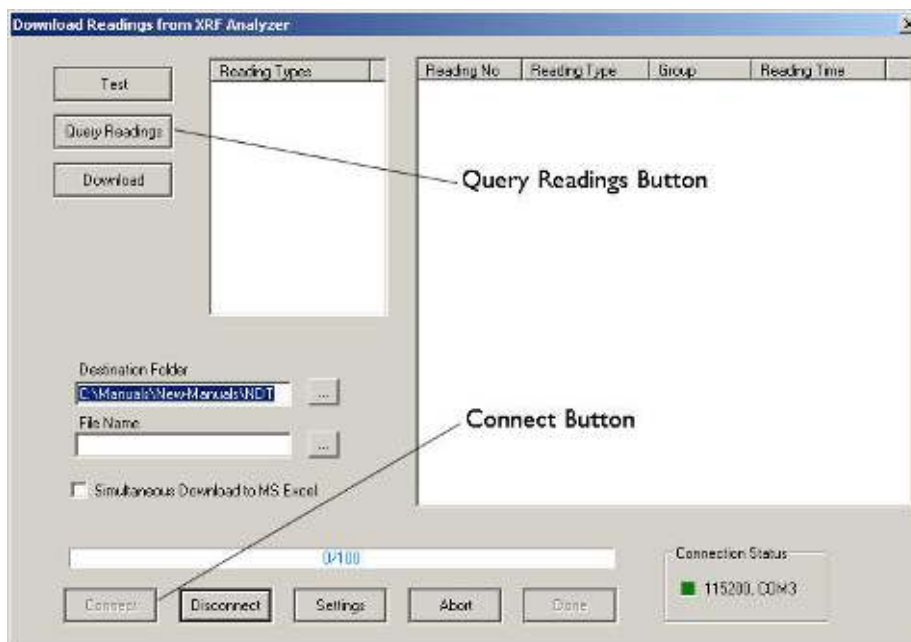 Download Readings from XRF Analyzer
Test
Query Readings
Download
Reading Types
Reading No Reading Type Group Reading Time
Query Readings Button
Destination Folder
C:\Manuals\New-Manuals\NDT
...
File Name
...
Simultaneous Download to MS Excel
Connect Button
0/100
Connect Disconnect Settings Abort Done
Connection Status
115200, COM3